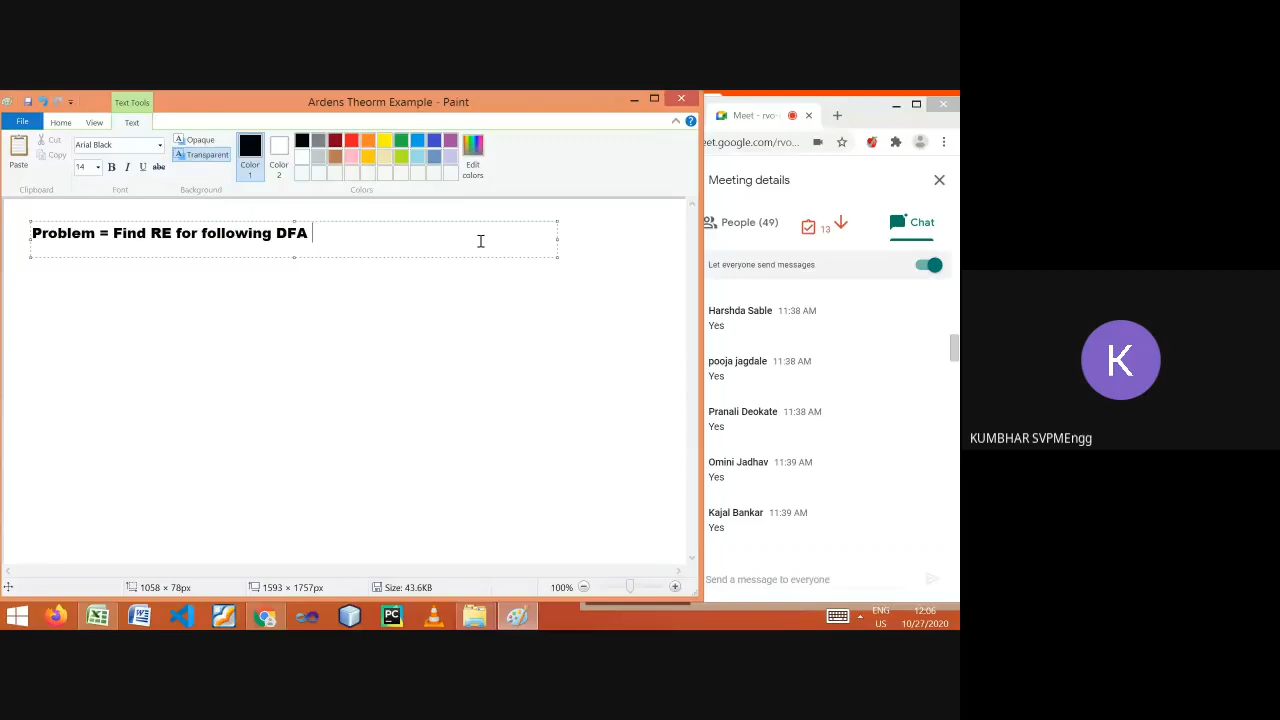 Text Tools
Ardens Theorm Example - Paint
File
Home
View
Text
Paste
Cut
Copy
Clipboard
Arial Black
14
B I U abc
Font
Opaque
Transparent
Background
Color 1
Color 2
Edit colors
Colors
Problem = Find RE for following DFA
1058 × 78px
1593 × 1757px
Size: 43.6KB
100%
Meet - rvo
eet.google.com/rvo...
Meeting details
People (49)
13
Chat
Let everyone send messages
Harshda Sable 11:38 AM
Yes
pooja jagdale 11:38 AM
Yes
Pranali Deokate 11:38 AM
Yes
Omini Jadhav 11:39 AM
Yes
Kajal Bankar 11:39 AM
Yes
Send a message to everyone
ENG
US
12:06
10/27/2020
PC
K
KUMBHAR SVPMEngg